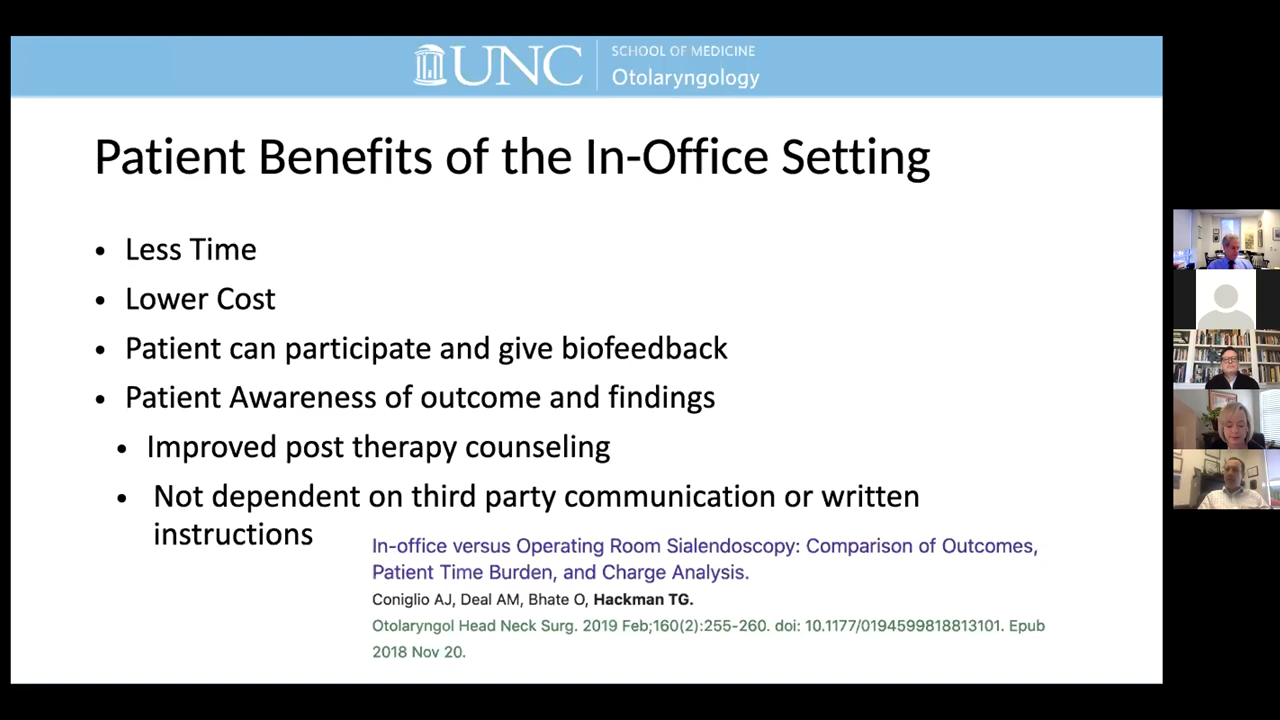 UNC
SCHOOL OF MEDICINE
Otolaryngology
Patient Benefits of the In-Office Setting
• Less Time
• Lower Cost
• Patient can participate and give biofeedback
• Patient Awareness of outcome and findings
• Improved post therapy counseling
• Not dependent on third party communication or written
instructions
In-office versus Operating Room Sialendoscopy: Comparison of Outcomes,
Patient Time Burden, and Charge Analysis.
Coniglio AJ, Deal AM, Bhate O, Hackman TG.
Otolaryngol Head Neck Surg. 2019 Feb;160(2):255-260. doi: 10.1177/0194599818813101. Epub
2018 Nov 20.